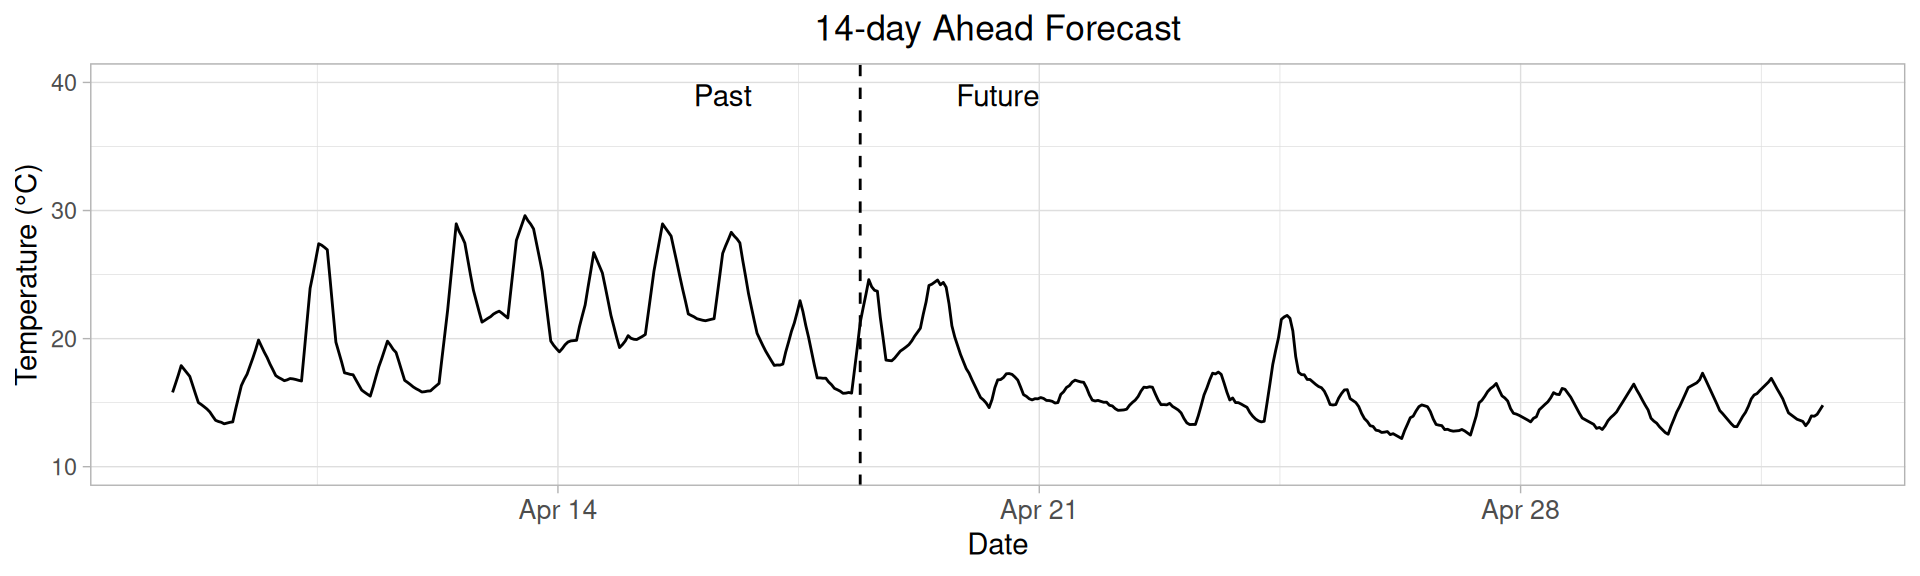 14-day Ahead Forecast
Past
Future
40
30
20
10
Temperature (°C)
Apr 14
Apr 21
Apr 28
Date